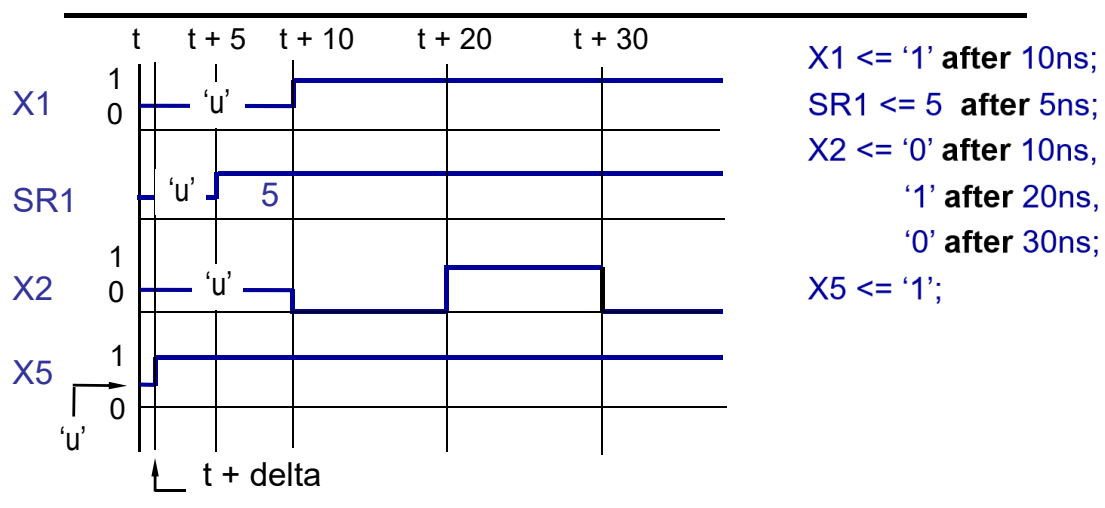 t t + 5 t + 10 t + 20 t + 30
X1 <= ‘1’ after 10ns;
SR1 <= 5 after 5ns;
X2 <= ‘0’ after 10ns,
‘1’ after 20ns,
‘0’ after 30ns;
X5 <= ‘1’;
1
X1 ‘u’
0
SR1 ‘u’ 5
1
X2 ‘u’
0
1
X5
0
‘u’
t + delta